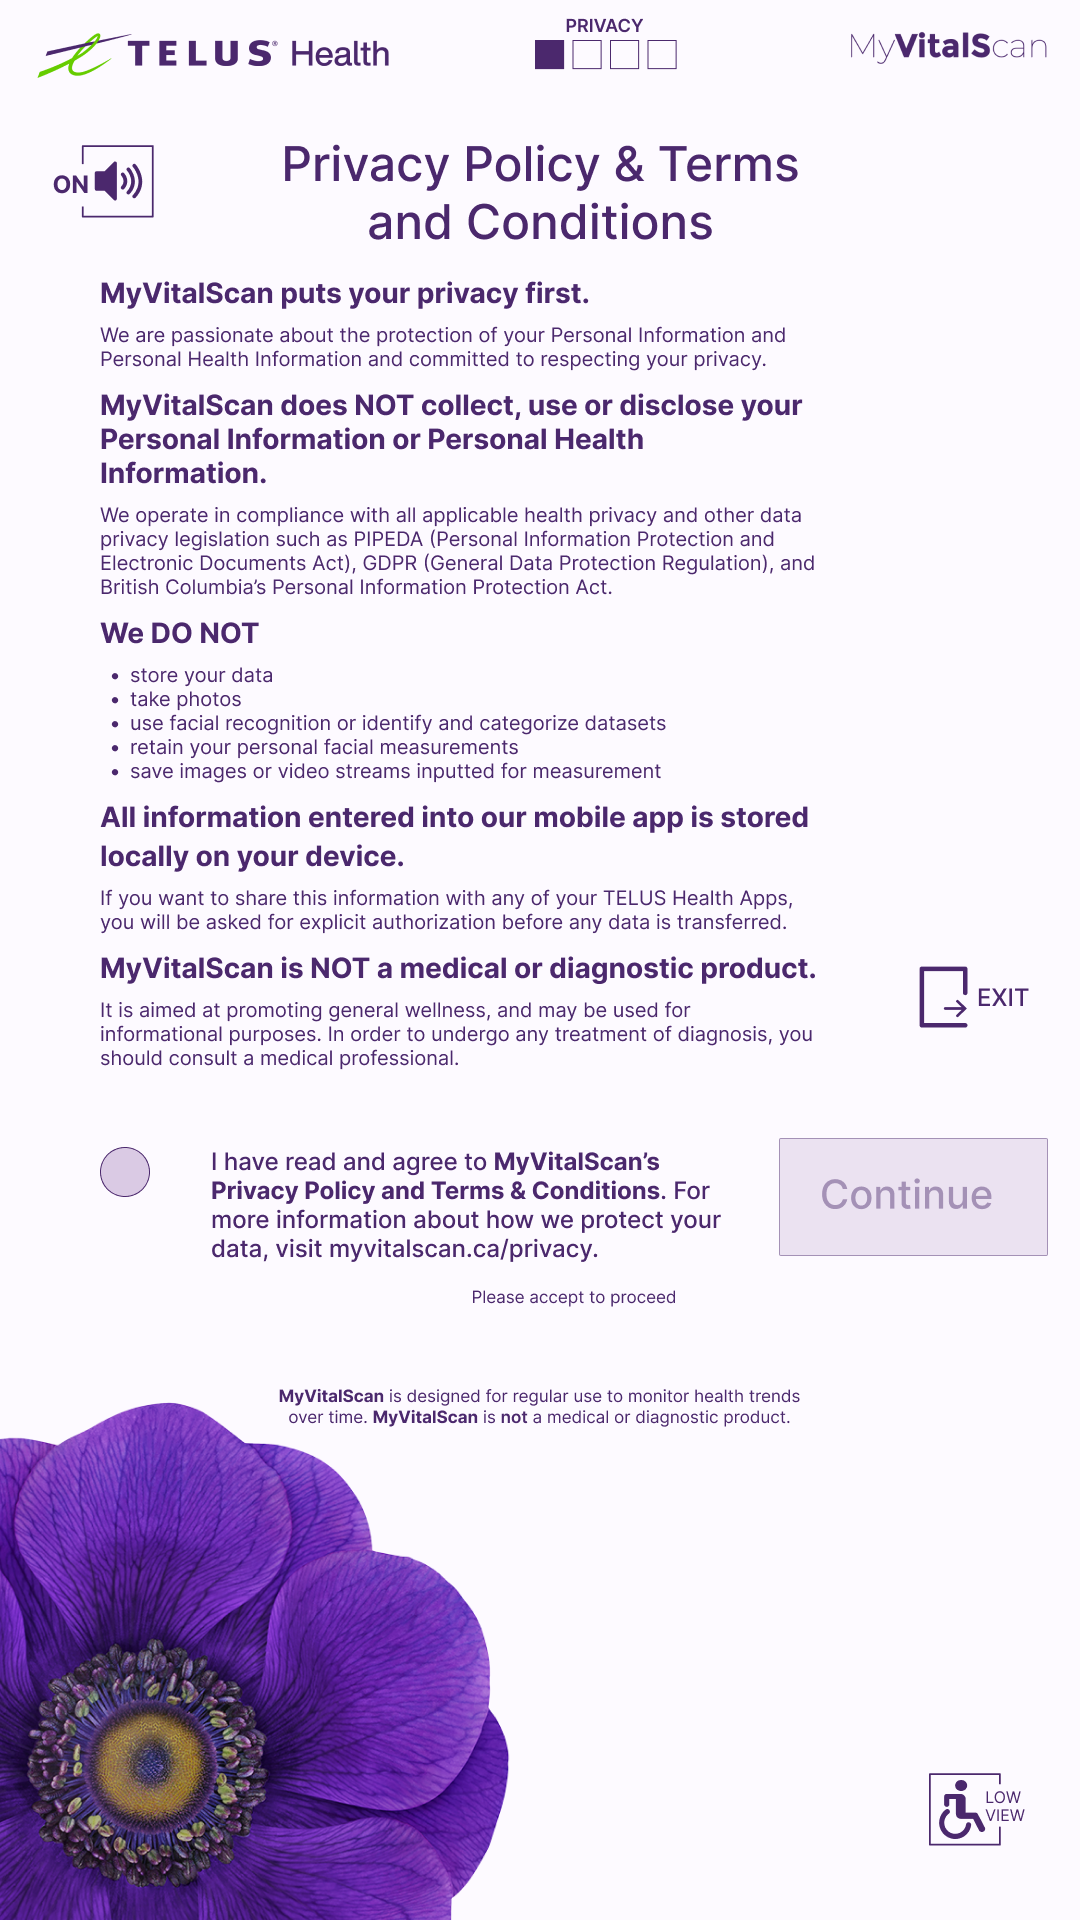 TELUS® Health
PRIVACY
MyVitalScan
ON
Privacy Policy & Terms
and Conditions
MyVitalScan puts your privacy first.
We are passionate about the protection of your Personal Information and
Personal Health Information and committed to respecting your privacy.
MyVitalScan does NOT collect, use or disclose your
Personal Information or Personal Health
Information.
We operate in compliance with all applicable health privacy and other data
privacy legislation such as PIPEDA (Personal Information Protection and
Electronic Documents Act), GDPR (General Data Protection Regulation), and
British Columbia’s Personal Information Protection Act.
We DO NOT
• store your data
• take photos
• use facial recognition or identify and categorize datasets
• retain your personal facial measurements
• save images or video streams inputted for measurement
All information entered into our mobile app is stored
locally on your device.
If you want to share this information with any of your TELUS Health Apps,
you will be asked for explicit authorization before any data is transferred.
MyVitalScan is NOT a medical or diagnostic product.
It is aimed at promoting general wellness, and may be used for
informational purposes. In order to undergo any treatment of diagnosis, you
should consult a medical professional.
EXIT
I have read and agree to MyVitalScan’s
Privacy Policy and Terms & Conditions. For
more information about how we protect your
data, visit myvitalscan.ca/privacy.
Continue
Please accept to proceed
MyVitalScan is designed for regular use to monitor health trends
over time. MyVitalScan is not a medical or diagnostic product.
LOW
VIEW